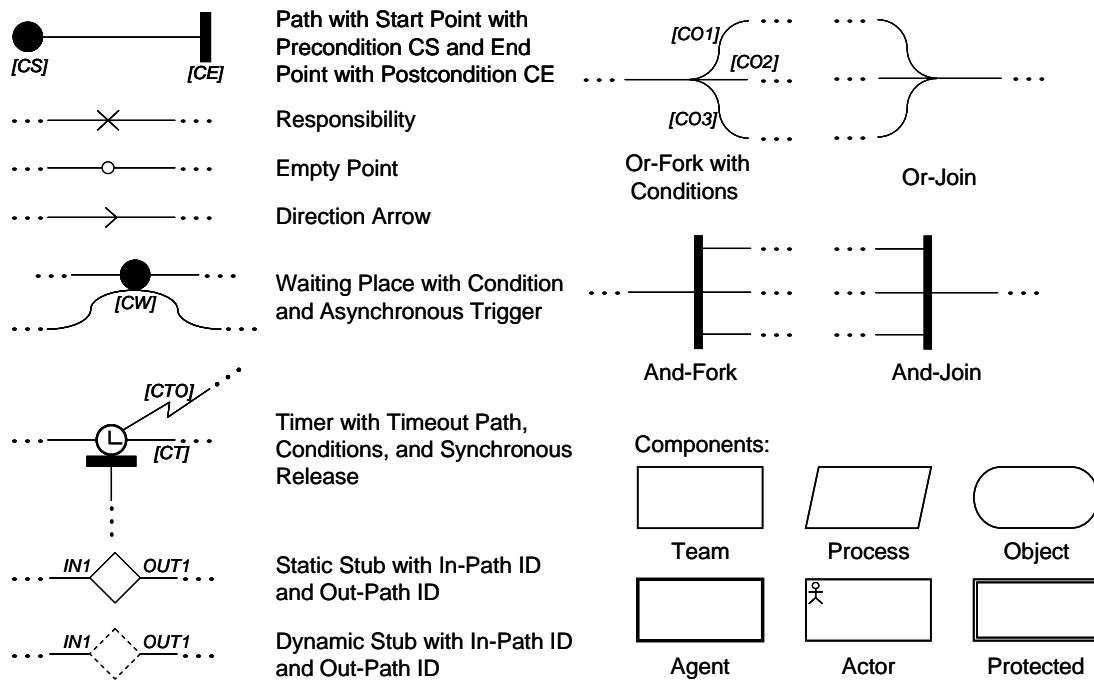 [CS]
[CE]
Path with Start Point with
Precondition CS and End
Point with Postcondition CE
Responsibility
Empty Point
Direction Arrow
[CW]
Waiting Place with Condition
and Asynchronous Trigger
[CTO]
[CT]
Timer with Timeout Path,
Conditions, and Synchronous
Release
IN1
OUT1
Static Stub with In-Path ID
and Out-Path ID
IN1
OUT1
Dynamic Stub with In-Path ID
and Out-Path ID
[CO1]
[CO2]
[CO3]
Or-Fork with
Conditions
Or-Join
And-Fork
And-Join
Components:
Team
Process
Object
Agent
Actor
Protected